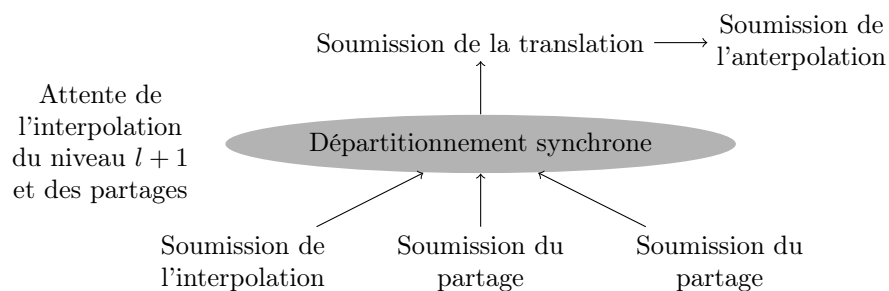 Soumission de la translation
Soumission de
l'anterpolation
Attente de
l'interpolation
du niveau l + 1
et des partages
Départitionnement synchrone
Soumission de
l'interpolation
Soumission du
partage
Soumission du
partage